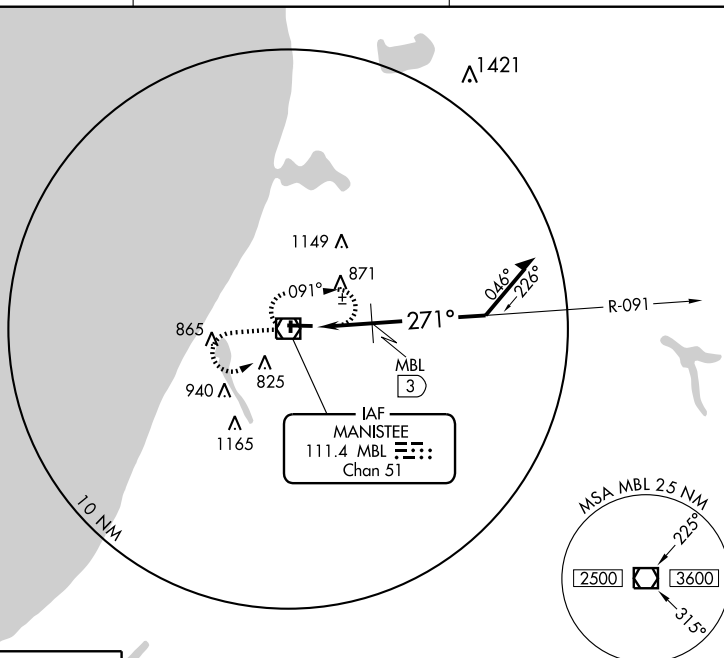 1421
1149
871
091°
±
046°
226°
271°
R-091
865
825
940
1165
MBL
3
IAF
MANISTEE
111.4 MBL
Chan 51
10 NM
MSA MBL 25 NM
225°
2500
3600
315°